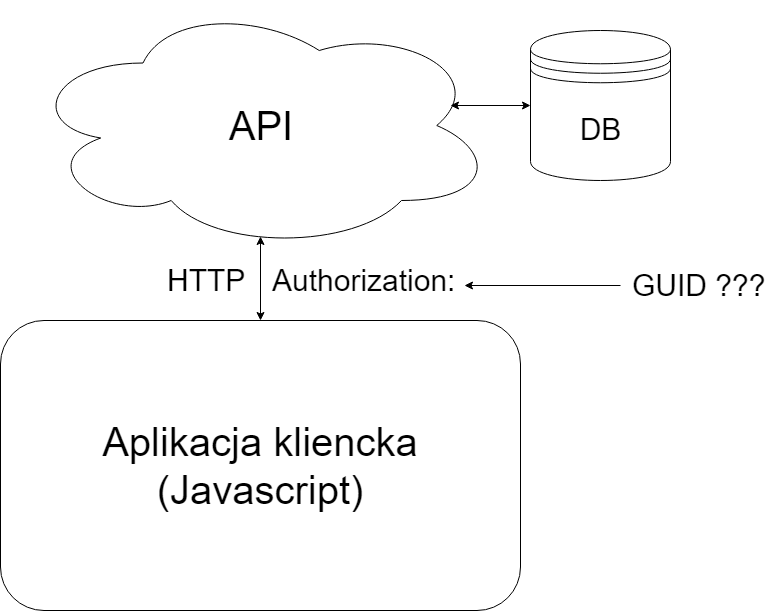 API
DB
HTTP
Authorization:
GUID ???
Aplikacja kliencka
(Javascript)